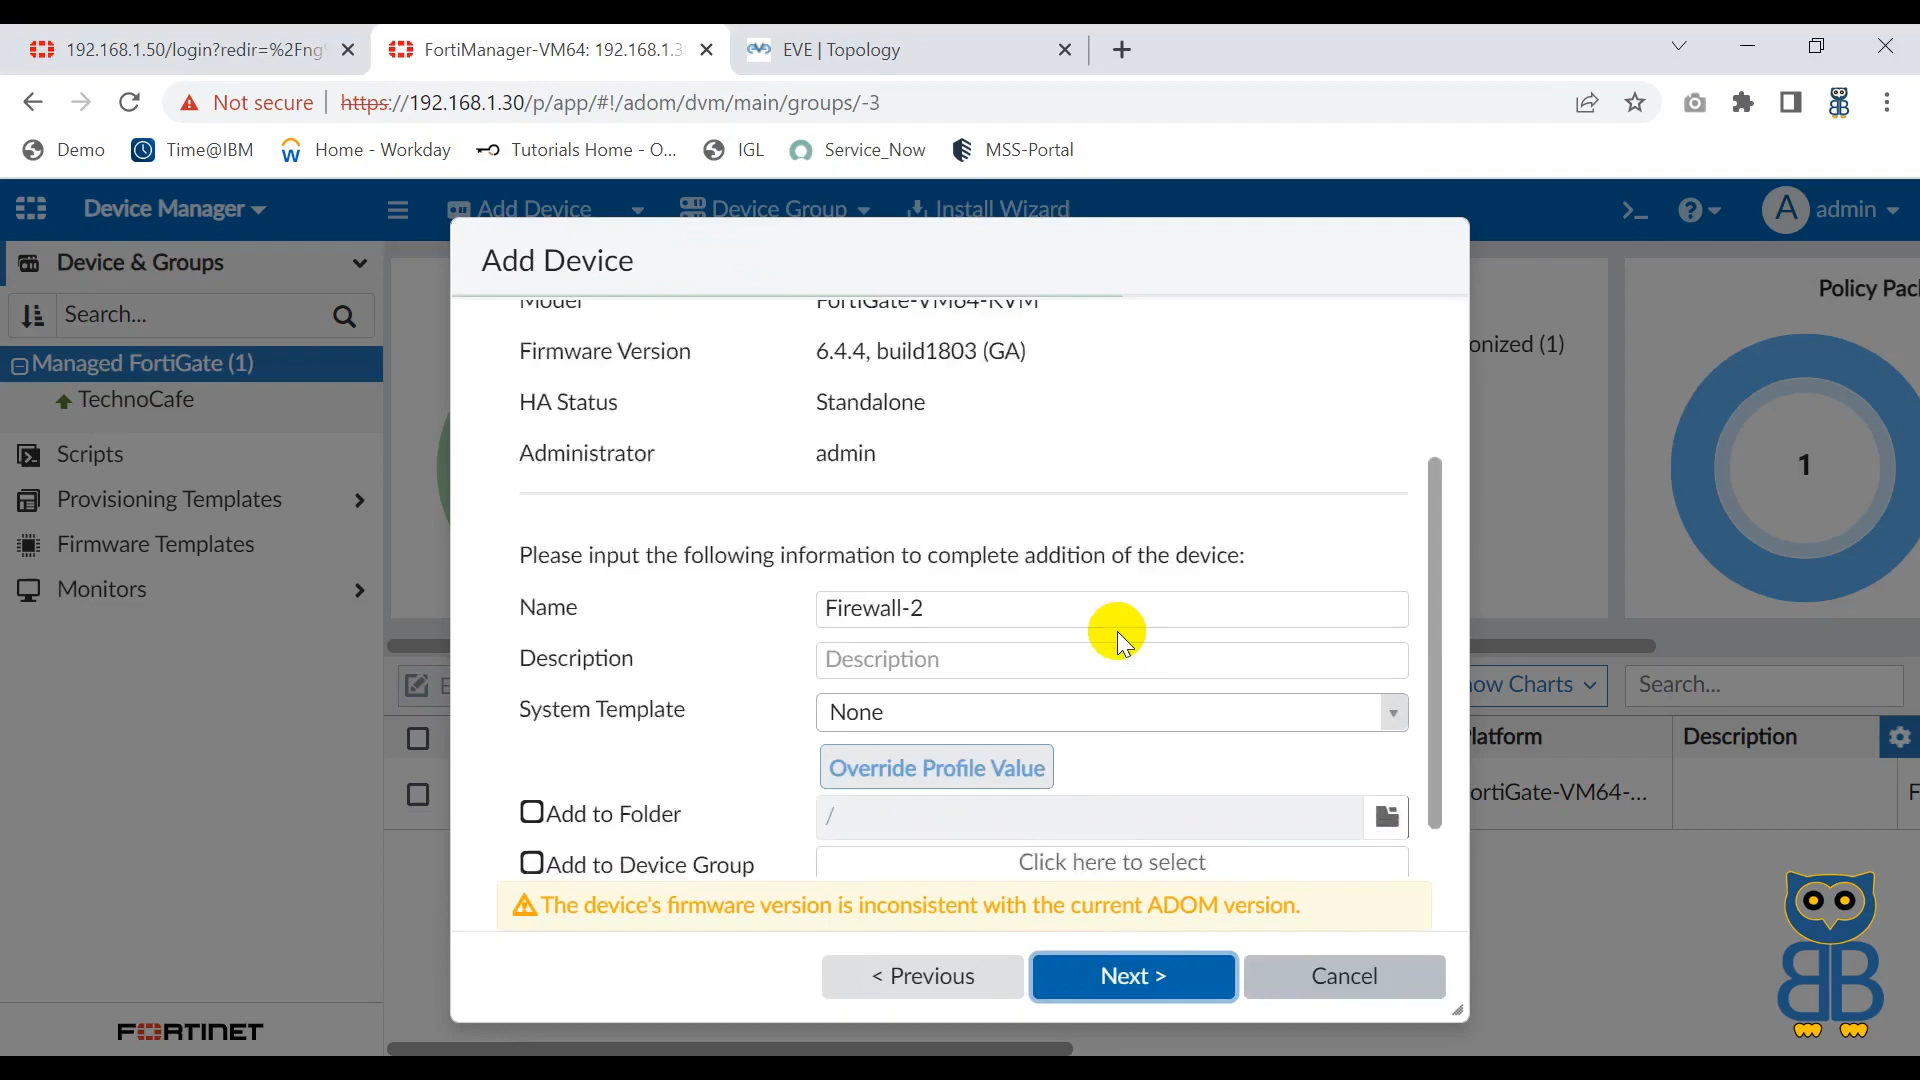 192.168.1.50/login?redir=%2Fng%
FortiManager-VM64: 192.168.1.3
EVE | Topology
Not secure
https://192.168.1.30/p/app/#!/adom/dvm/main/groups/-3
Demo
Time@IBM
Home - Workday
Tutorials Home - O...
IGL
Service_Now
MSS-Portal
Device Manager
Add Device
Device Group
Install Wizard
A
admin
Device & Groups
Search...
Managed FortiGate (1)
TechnoCafe
Scripts
Provisioning Templates
Firmware Templates
Monitors
FORTINET
Add Device
Model FortiGate-VM64-KVM
Firmware Version 6.4.4, build1803 (GA)
HA Status Standalone
Administrator admin
Please input the following information to complete addition of the device:
Name Firewall-2
Description Description
System Template None
Override Profile Value
Add to Folder /
Add to Device Group Click here to select
The device's firmware version is inconsistent with the current ADOM version.
< Previous
Next >
Cancel
Policy Pac
onized (1)
1
ow Charts
Search...
latform
Description
ortiGate-VM64-...
F
BB